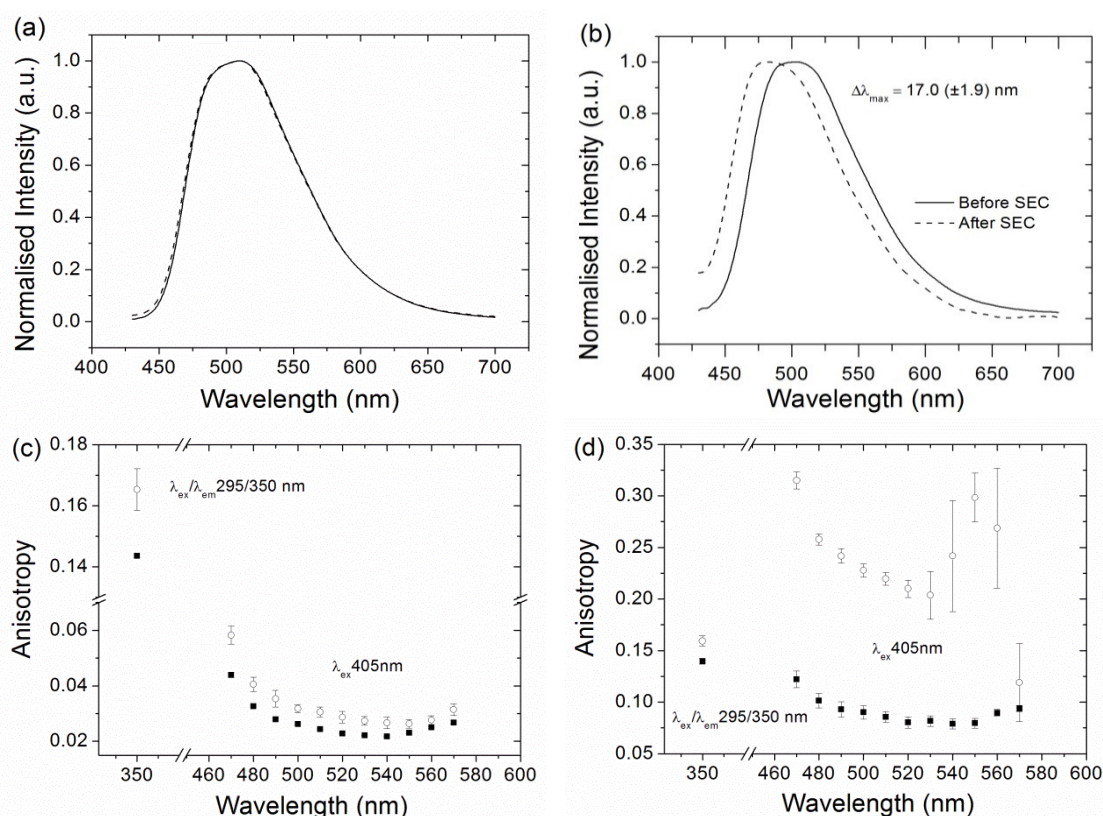 (a)
Normalised Intensity (a.u.)
1.0
0.8
0.6
0.4
0.2
0.0
400 450 500 550 600 650 700
Wavelength (nm)
(b)
Normalised Intensity (a.u.)
1.0
0.8
0.6
0.4
0.2
0.0
Δλmax = 17.0 (±1.9) nm
Before SEC
After SEC
400 450 500 550 600 650 700
Wavelength (nm)
(c)
Anisotropy
0.18
0.16
0.14
0.06
0.04
0.02
λex/λem295/350 nm
λex405nm
350 460 480 500 520 540 560 580 600
Wavelength (nm)
(d)
Anisotropy
0.35
0.30
0.25
0.20
0.15
0.10
0.05
λex405nm
λex/λem295/350 nm
350 460 480 500 520 540 560 580 600
Wavelength (nm)